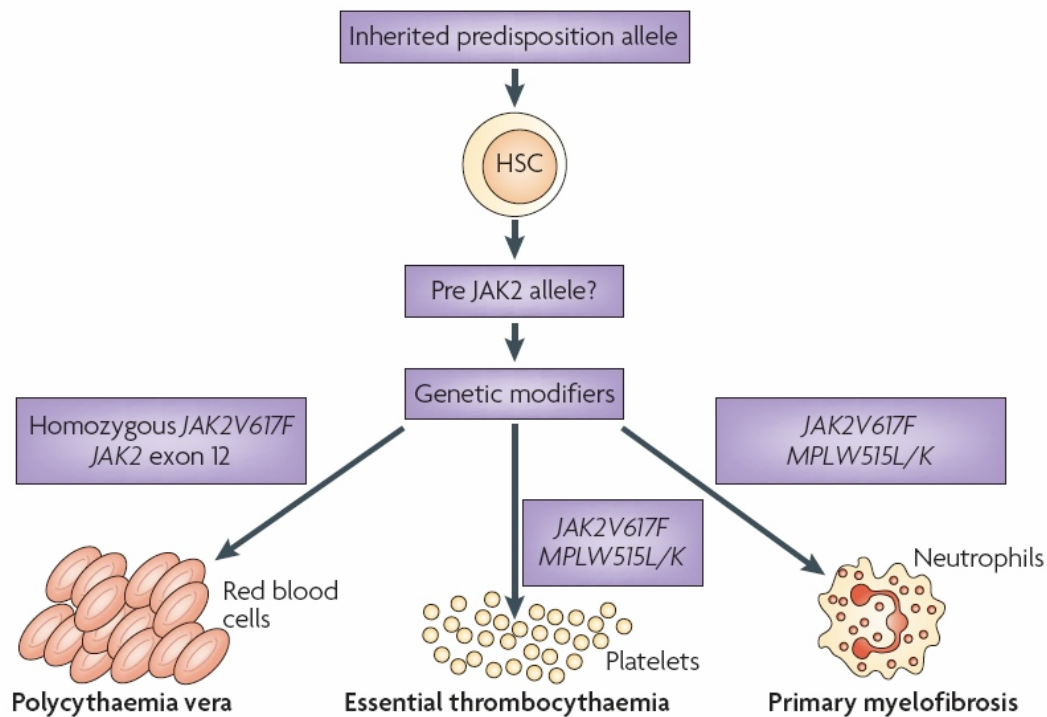 Inherited predisposition allele
HSC
Pre JAK2 allele?
Genetic modifiers
Homozygous JAK2V617F
JAK2 exon 12
JAK2V617F
MPLW515L/K
JAK2V617F
MPLW515L/K
Red blood
cells
Platelets
Neutrophils
Polycythaemia vera
Essential thrombocythaemia
Primary myelofibrosis